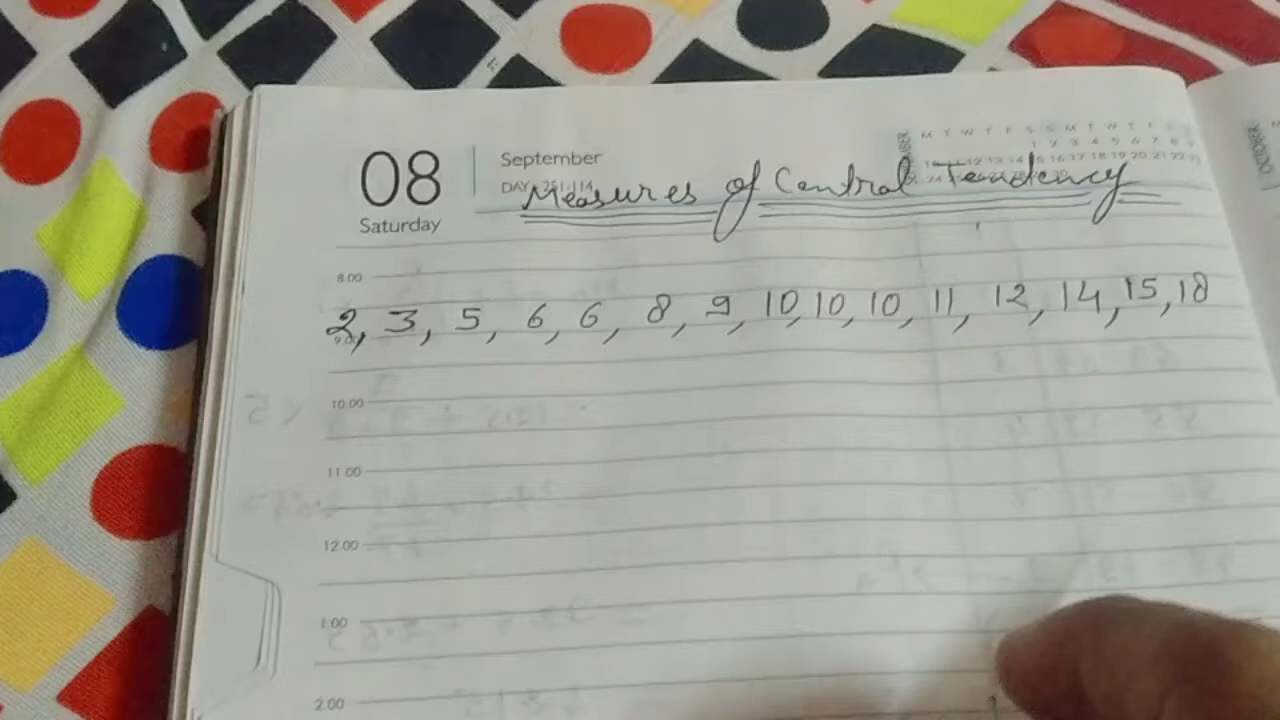 08
Saturday
September
Measures of Central Tendency
8.00
2, 3, 5, 6, 6, 8, 9, 10, 10, 10, 11, 12, 14, 15, 18
10.00
11.00
12.00
1.00
2.00